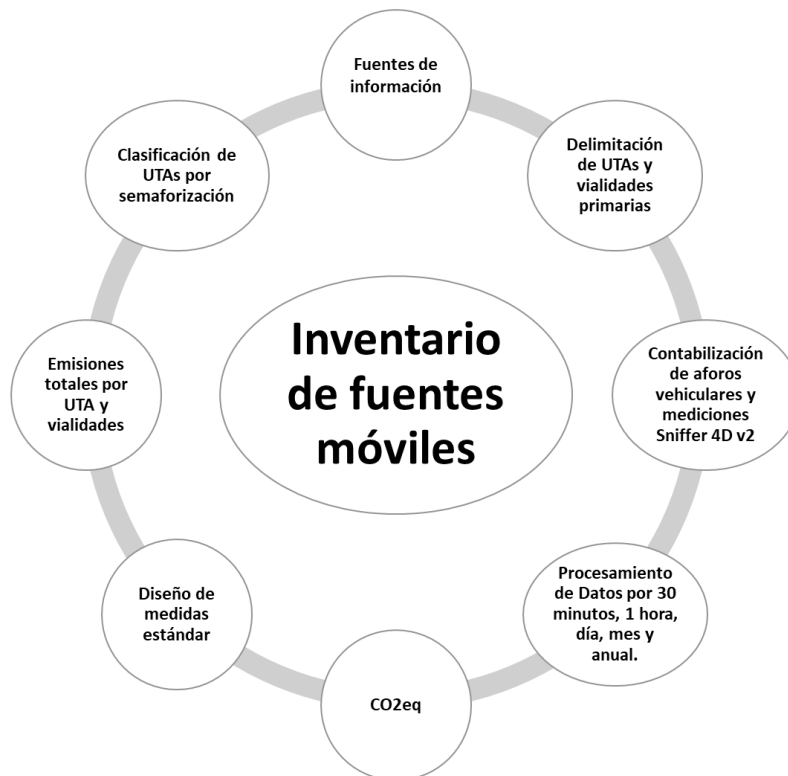 Fuentes de
información
Delimitación
de UTAs y
vialidades
primarias
Contabilización
de aforos
vehiculares y
mediciones
Sniffer 4D v2
Procesamiento
de Datos por 30
minutos, 1 hora,
día, mes y
anual.
CO2eq
Diseño de
medidas
estándar
Emisiones
totales por
UTA y
vialidades
Clasificación de
UTAs por
semaforización
Inventario
de fuentes
móviles